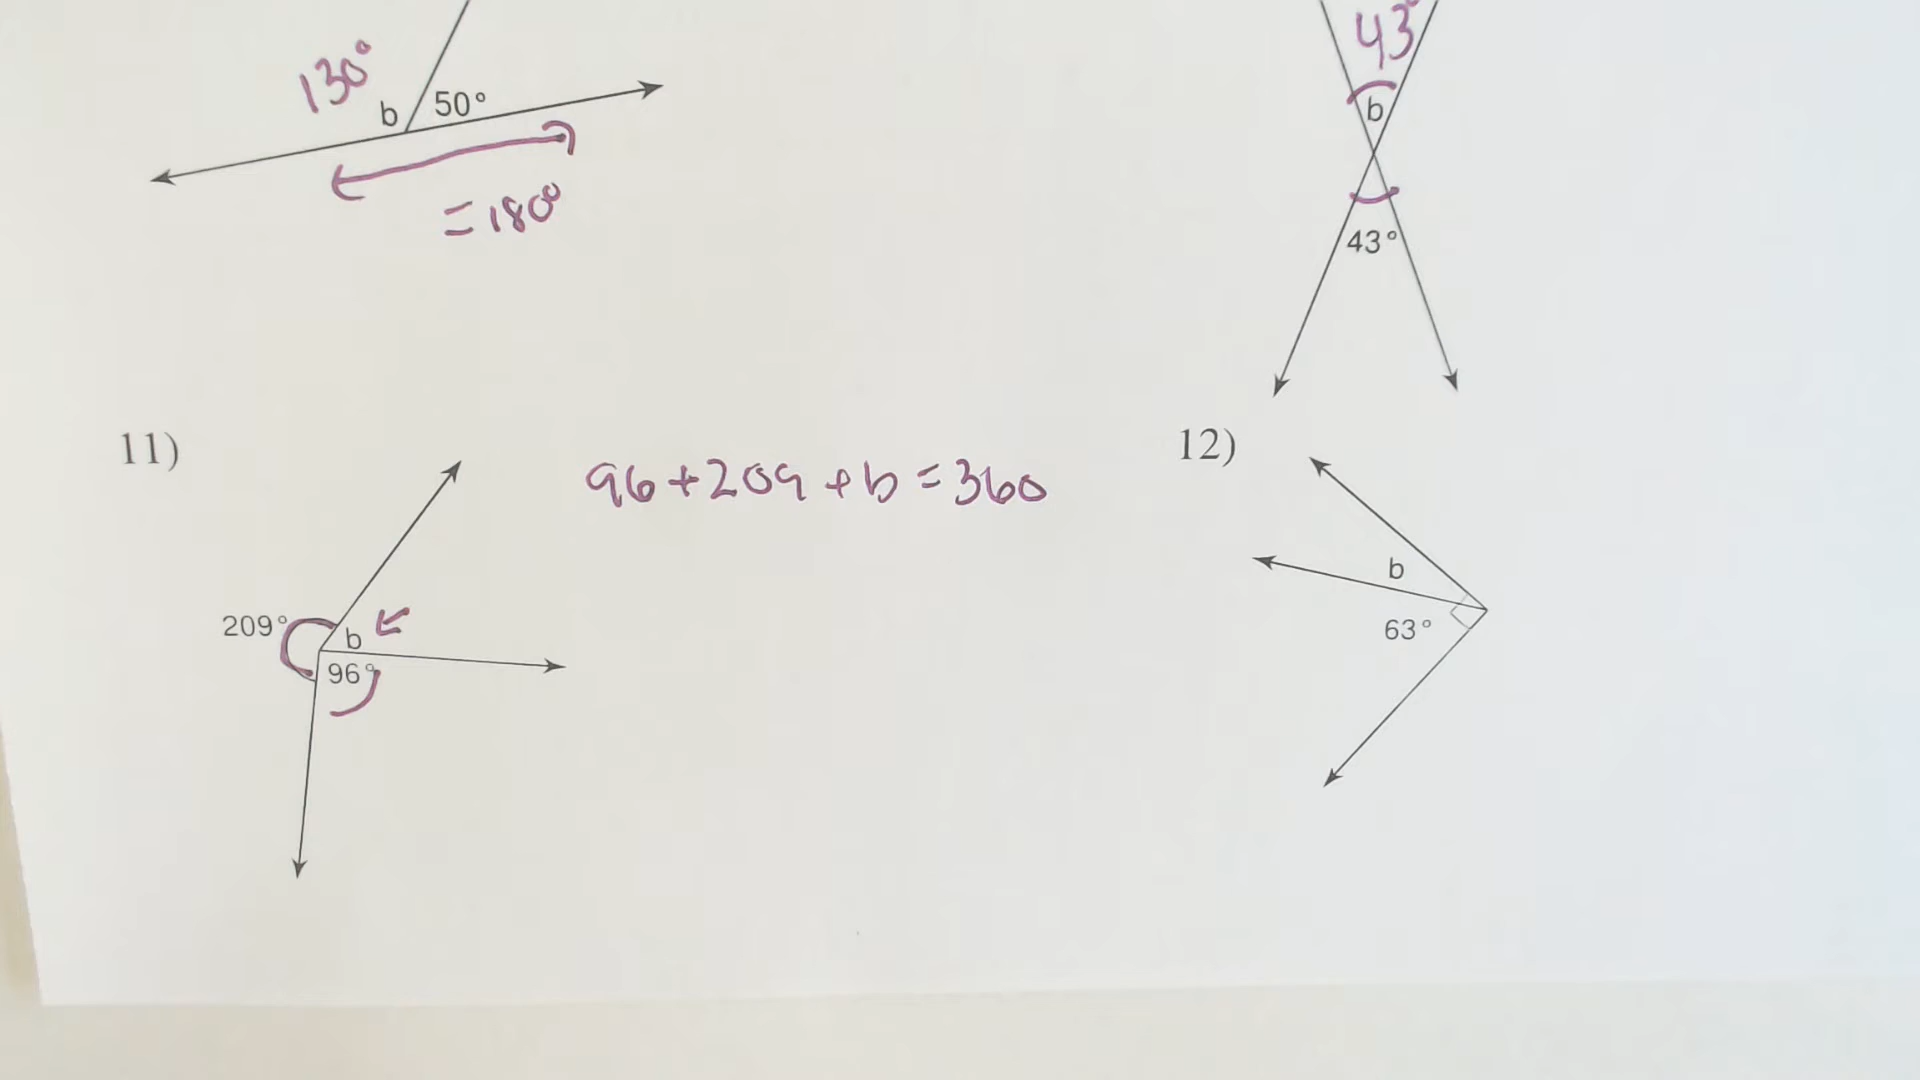 130°
b 50°
= 180°
43°
b
43°
11)
96 + 209 + b = 360
209°
b
96°
12)
b
63°